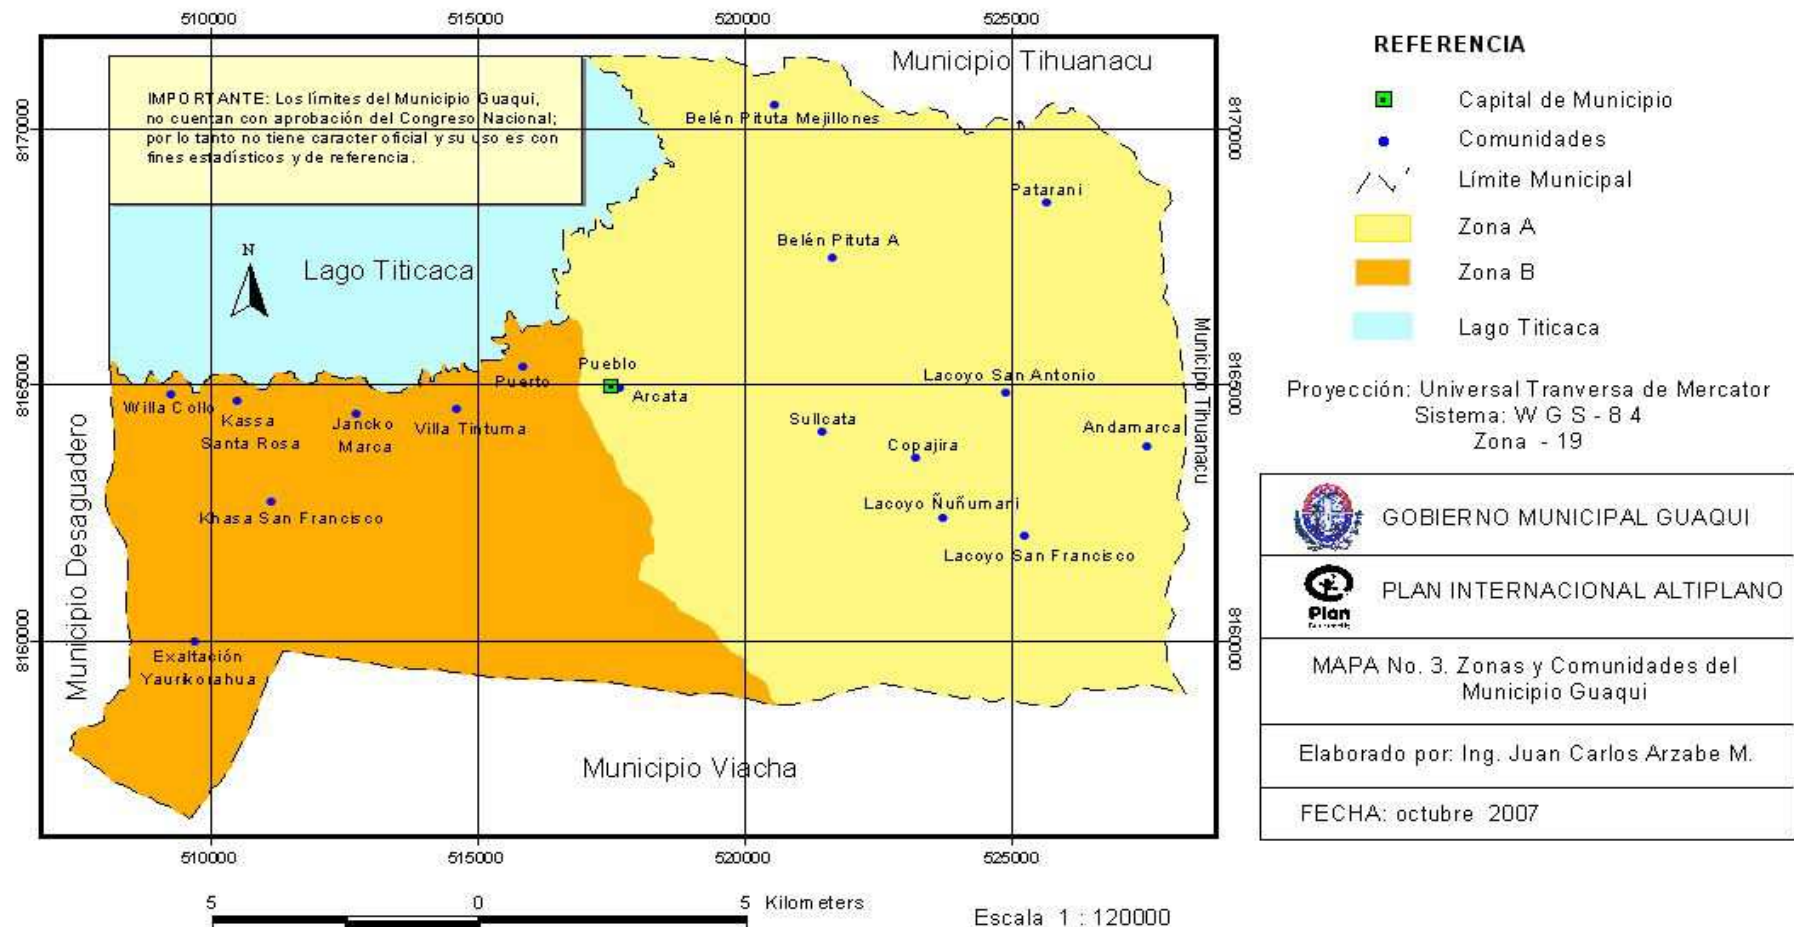 510000
515000
520000
525000
8170000
8165000
8160000
Municipio Tihuanacu
IMPORTANTE: Los límites del Municipio Guaqui,
no cuentan con aprobación del Congreso Nacional;
por lo tanto no tiene caracter oficial y su uso es con
fines estadísticos y de referencia.
Belén Pituta Mejillones
Patarani
N
Lago Titicaca
Belén Pituta A
Pueblo
Puerto
Arcata
Lacoyo San Antonio
Willa Collo
Kassa
Santa Rosa
Jancko
Marca
Villa Tintuma
Sullcata
Copajira
Andamarca
Lacoyo Ñuñumani
Khasa San Francisco
Lacoyo San Francisco
Exaltación
Yaurikorahua
Municipio Desaguadero
Municipio Tihuanacu
8170000
8165000
8160000
Municipio Viacha
510000
515000
520000
525000
5
0
5
Kilometers
Escala 1 : 120000
REFERENCIA
Capital de Municipio
Comunidades
Límite Municipal
Zona A
Zona B
Lago Titicaca
Proyección: Universal Tranversa de Mercator
Sistema: W G S - 8 4
Zona - 19
GOBIERNO MUNICIPAL GUAQUI
Plan
PLAN INTERNACIONAL ALTIPLANO
MAPA No. 3. Zonas y Comunidades del
Municipio Guaqui
Elaborado por: Ing. Juan Carlos Arzabe M.
FECHA: octubre 2007